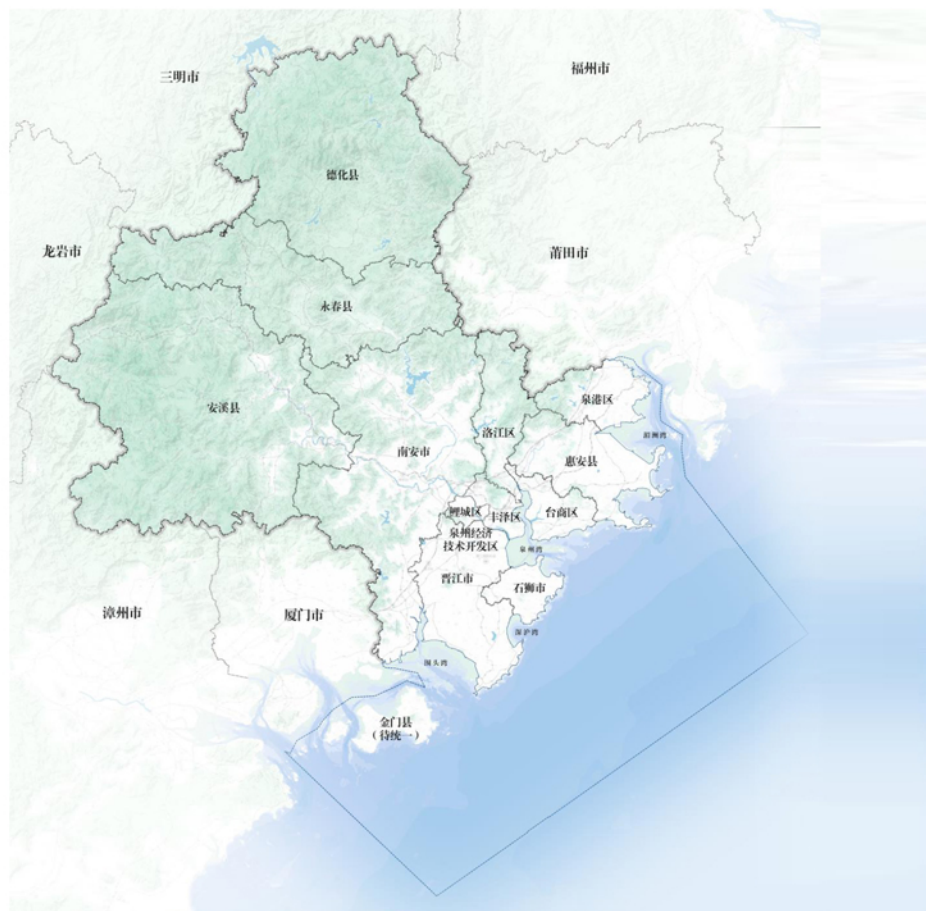 三明市
福州市
德化县
龙岩市
莆田市
永春县
泉港区
安溪县
洛江区
湄洲湾
南安市
惠安县
鲤城区
丰泽区
台商区
泉州经济
技术开发区
泉州湾
晋江市
石狮市
漳州市
厦门市
深沪湾
围头湾
金门县
（待统一）